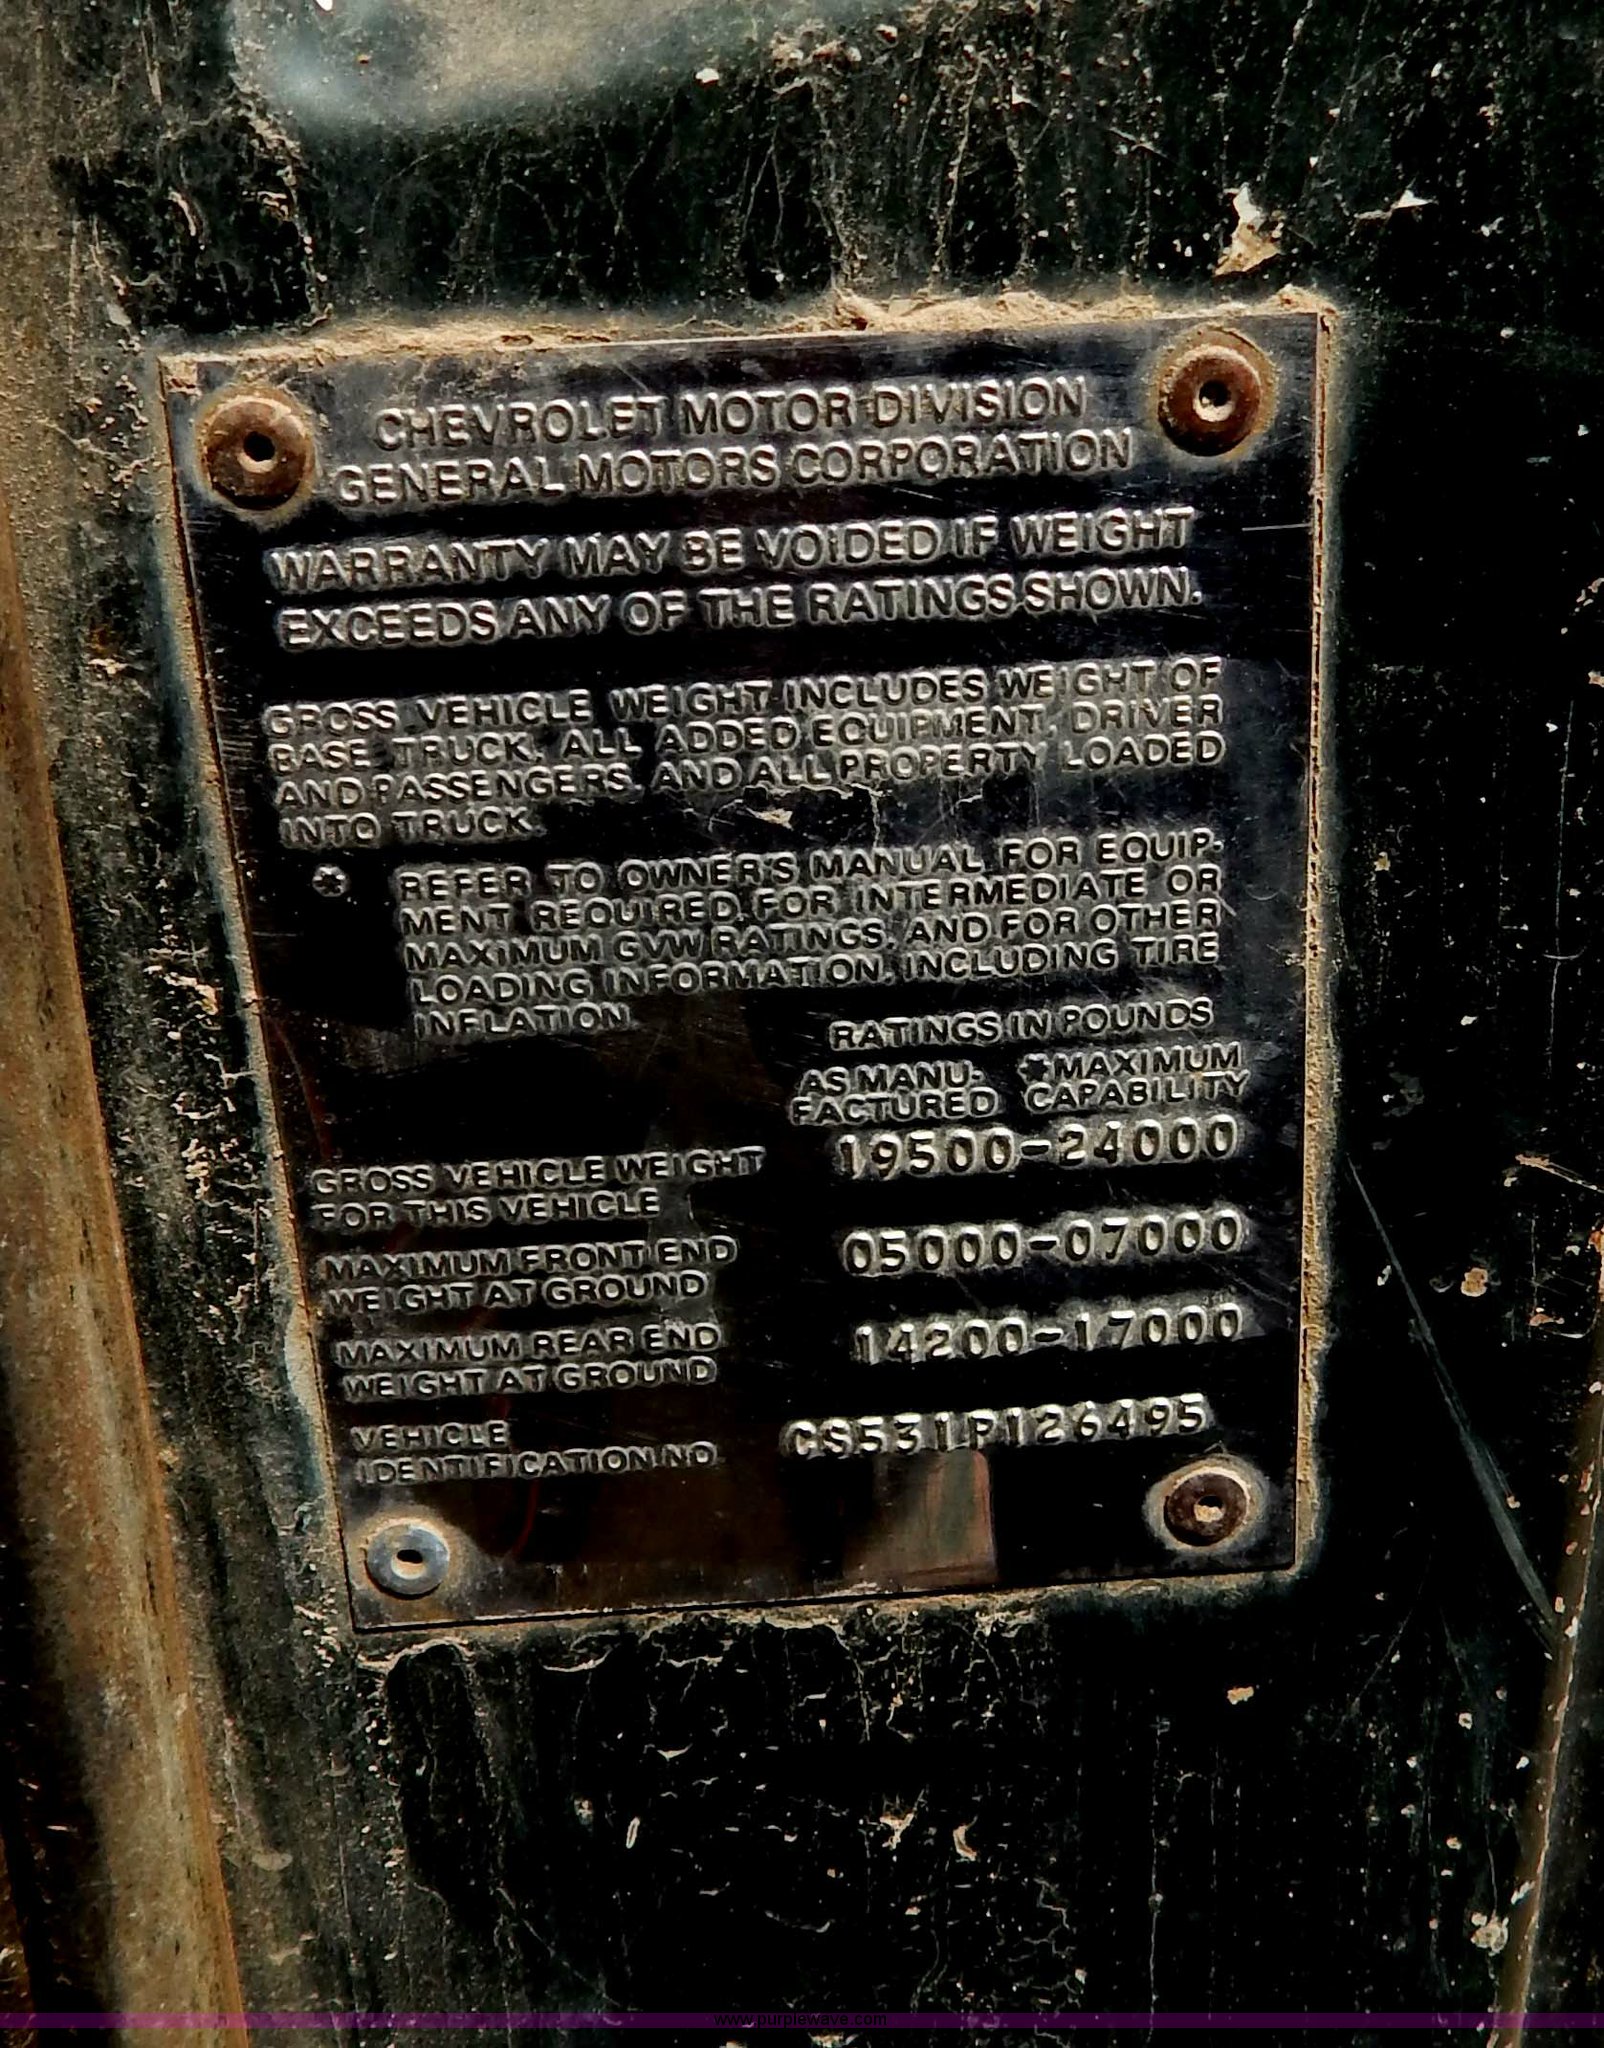 CHEVROLET MOTOR DIVISION
GENERAL MOTORS CORPORATION
WARRANTY MAY BE VOIDED IF WEIGHT
EXCEEDS ANY OF THE RATINGS SHOWN.
GROSS VEHICLE WEIGHT INCLUDES WEIGHT OF
BASE TRUCK, ALL ADDED EQUIPMENT, DRIVER
AND PASSENGERS, AND ALL PROPERTY LOADED
INTO TRUCK.
* REFER TO OWNER'S MANUAL FOR EQUIP-
MENT REQUIRED FOR INTERMEDIATE OR
MAXIMUM GVW RATINGS, AND FOR OTHER
LOADING INFORMATION, INCLUDING TIRE
INFLATION.
RATINGS IN POUNDS
AS MANU- *MAXIMUM
FACTURED CAPABILITY
19500-24000
GROSS VEHICLE WEIGHT
FOR THIS VEHICLE
05000-07000
MAXIMUM FRONT END
WEIGHT AT GROUND
14200-17000
MAXIMUM REAR END
WEIGHT AT GROUND
CS531P126495
VEHICLE
IDENTIFICATION NO.
www.purplewave.com